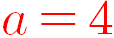 a = 4